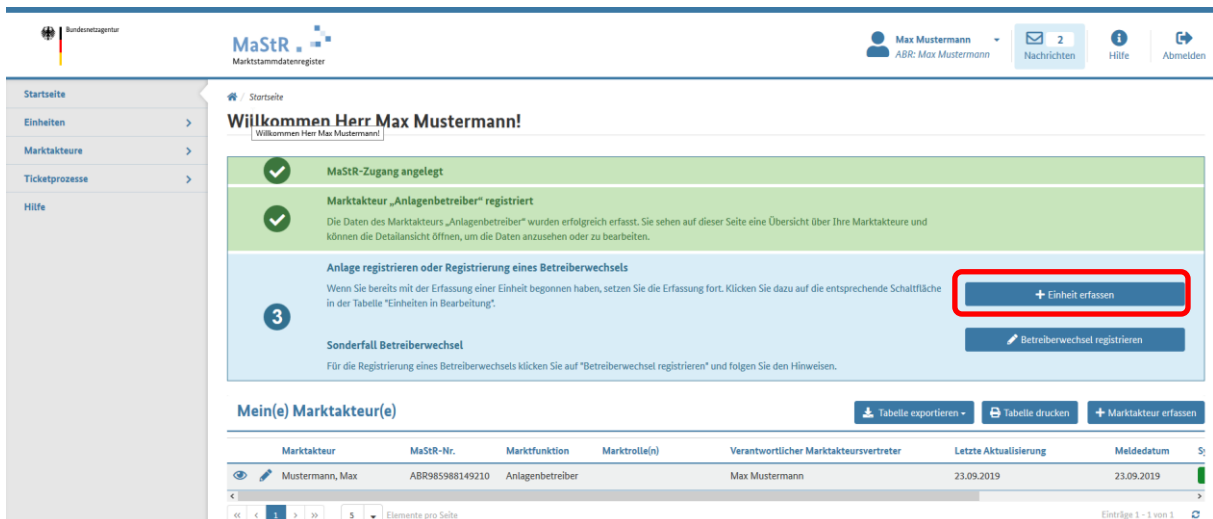 Bundesnetzagentur
MaStR
Marktstammdatenregister
Max Mustermann
ABR: Max Mustermann
2
Nachrichten
Hilfe
Abmelden
Startseite
Einheiten
Marktakteure
Ticketprozesse
Hilfe
/ Startseite
Willkommen Herr Max Mustermann!
Willkommen Herr Max Mustermann!
MaStR-Zugang angelegt
Marktakteur „Anlagenbetreiber" registriert
Die Daten des Marktakteurs „Anlagenbetreiber" wurden erfolgreich erfasst. Sie sehen auf dieser Seite eine Übersicht über Ihre Marktakteure und
können die Detailansicht öffnen, um die Daten anzusehen oder zu bearbeiten.
3
Anlage registrieren oder Registrierung eines Betreiberwechsels
Wenn Sie bereits mit der Erfassung einer Einheit begonnen haben, setzen Sie die Erfassung fort. Klicken Sie dazu auf die entsprechende Schaltfläche
in der Tabelle "Einheiten in Bearbeitung".
+ Einheit erfassen
Sonderfall Betreiberwechsel
Für die Registrierung eines Betreiberwechsels klicken Sie auf "Betreiberwechsel registrieren" und folgen Sie den Hinweisen.
Betreiberwechsel registrieren
Mein(e) Marktakteur(e)
Tabelle exportieren
Tabelle drucken
+ Marktakteur erfassen
Marktakteur MaStR-Nr. Marktfunktion Marktrolle(n) Verantwortlicher Marktakteursvertreter Letzte Aktualisierung Meldedatum
Mustermann, Max ABR985988149210 Anlagenbetreiber Max Mustermann 23.09.2019 23.09.2019
1 5 Elemente pro Seite Einträge 1 - 1 von 1